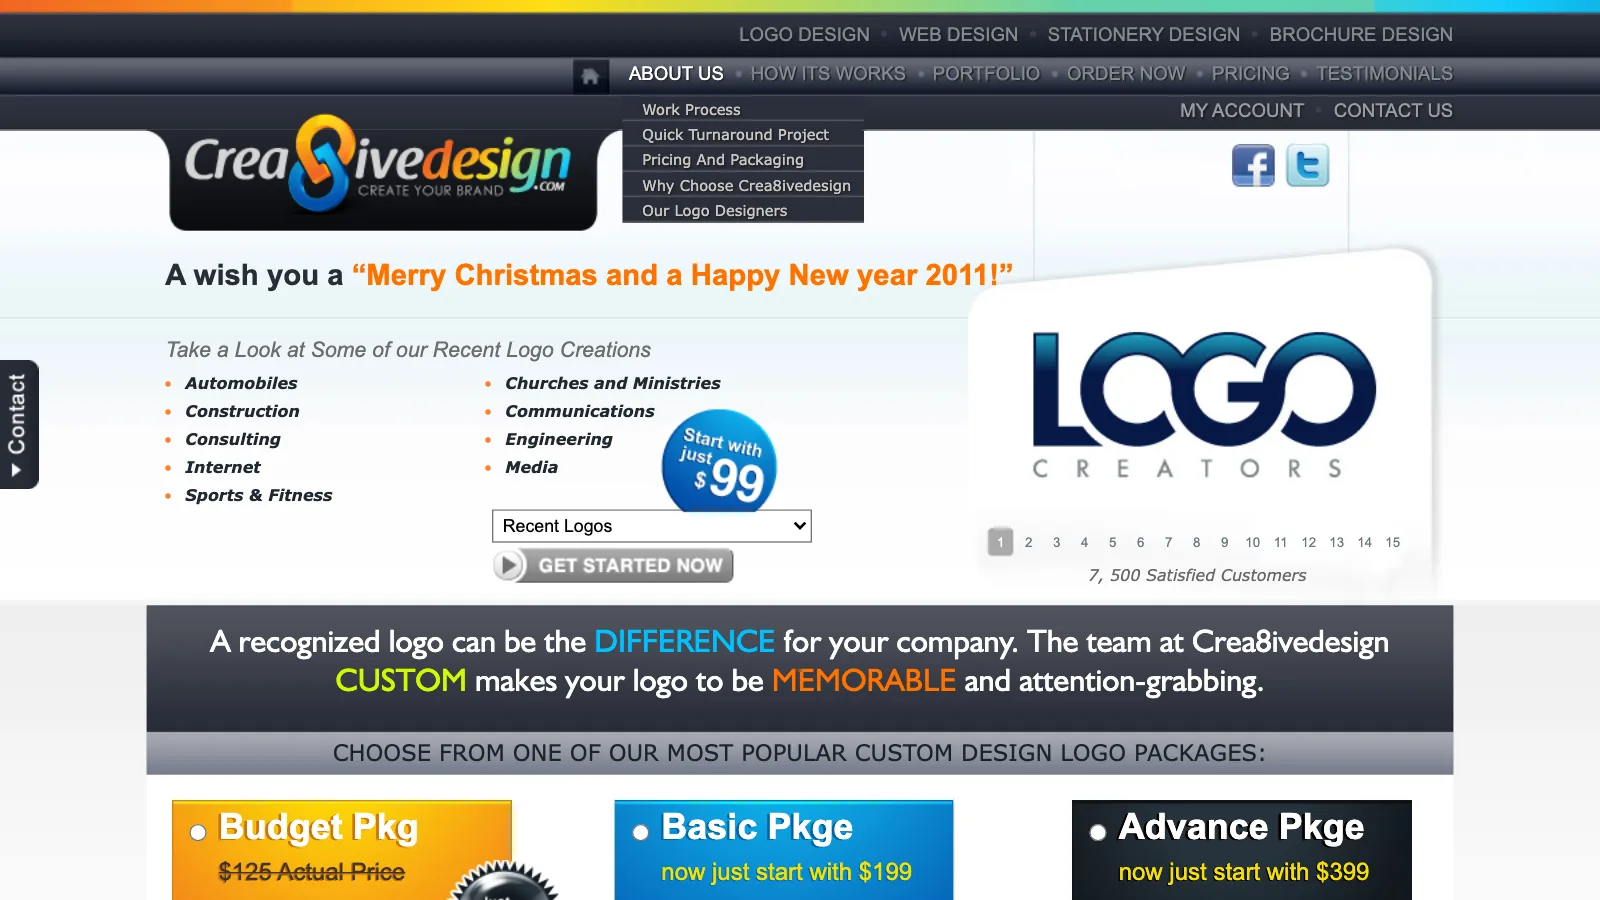 LOGO DESIGN • WEB DESIGN • STATIONERY DESIGN • BROCHURE DESIGN
ABOUT US • HOW ITS WORKS • PORTFOLIO • ORDER NOW • PRICING • TESTIMONIALS
MY ACCOUNT • CONTACT US
Work Process
Quick Turnaround Project
Pricing And Packaging
Why Choose Crea8ivedesign
Our Logo Designers
Crea8ivedesign.COM
CREATE YOUR BRAND
A wish you a “Merry Christmas and a Happy New year 2011!”
Contact
Take a Look at Some of our Recent Logo Creations
Automobiles
Construction
Consulting
Internet
Sports & Fitness
Churches and Ministries
Communications
Engineering
Media
Start with
just
$99
Recent Logos
GET STARTED NOW
LOGO
CREATORS
1 2 3 4 5 6 7 8 9 10 11 12 13 14 15
7, 500 Satisfied Customers
A recognized logo can be the DIFFERENCE for your company. The team at Crea8ivedesign
CUSTOM makes your logo to be MEMORABLE and attention-grabbing.
CHOOSE FROM ONE OF OUR MOST POPULAR CUSTOM DESIGN LOGO PACKAGES:
Budget Pkg
$125 Actual Price
Basic Pkge
now just start with $199
Advance Pkge
now just start with $399